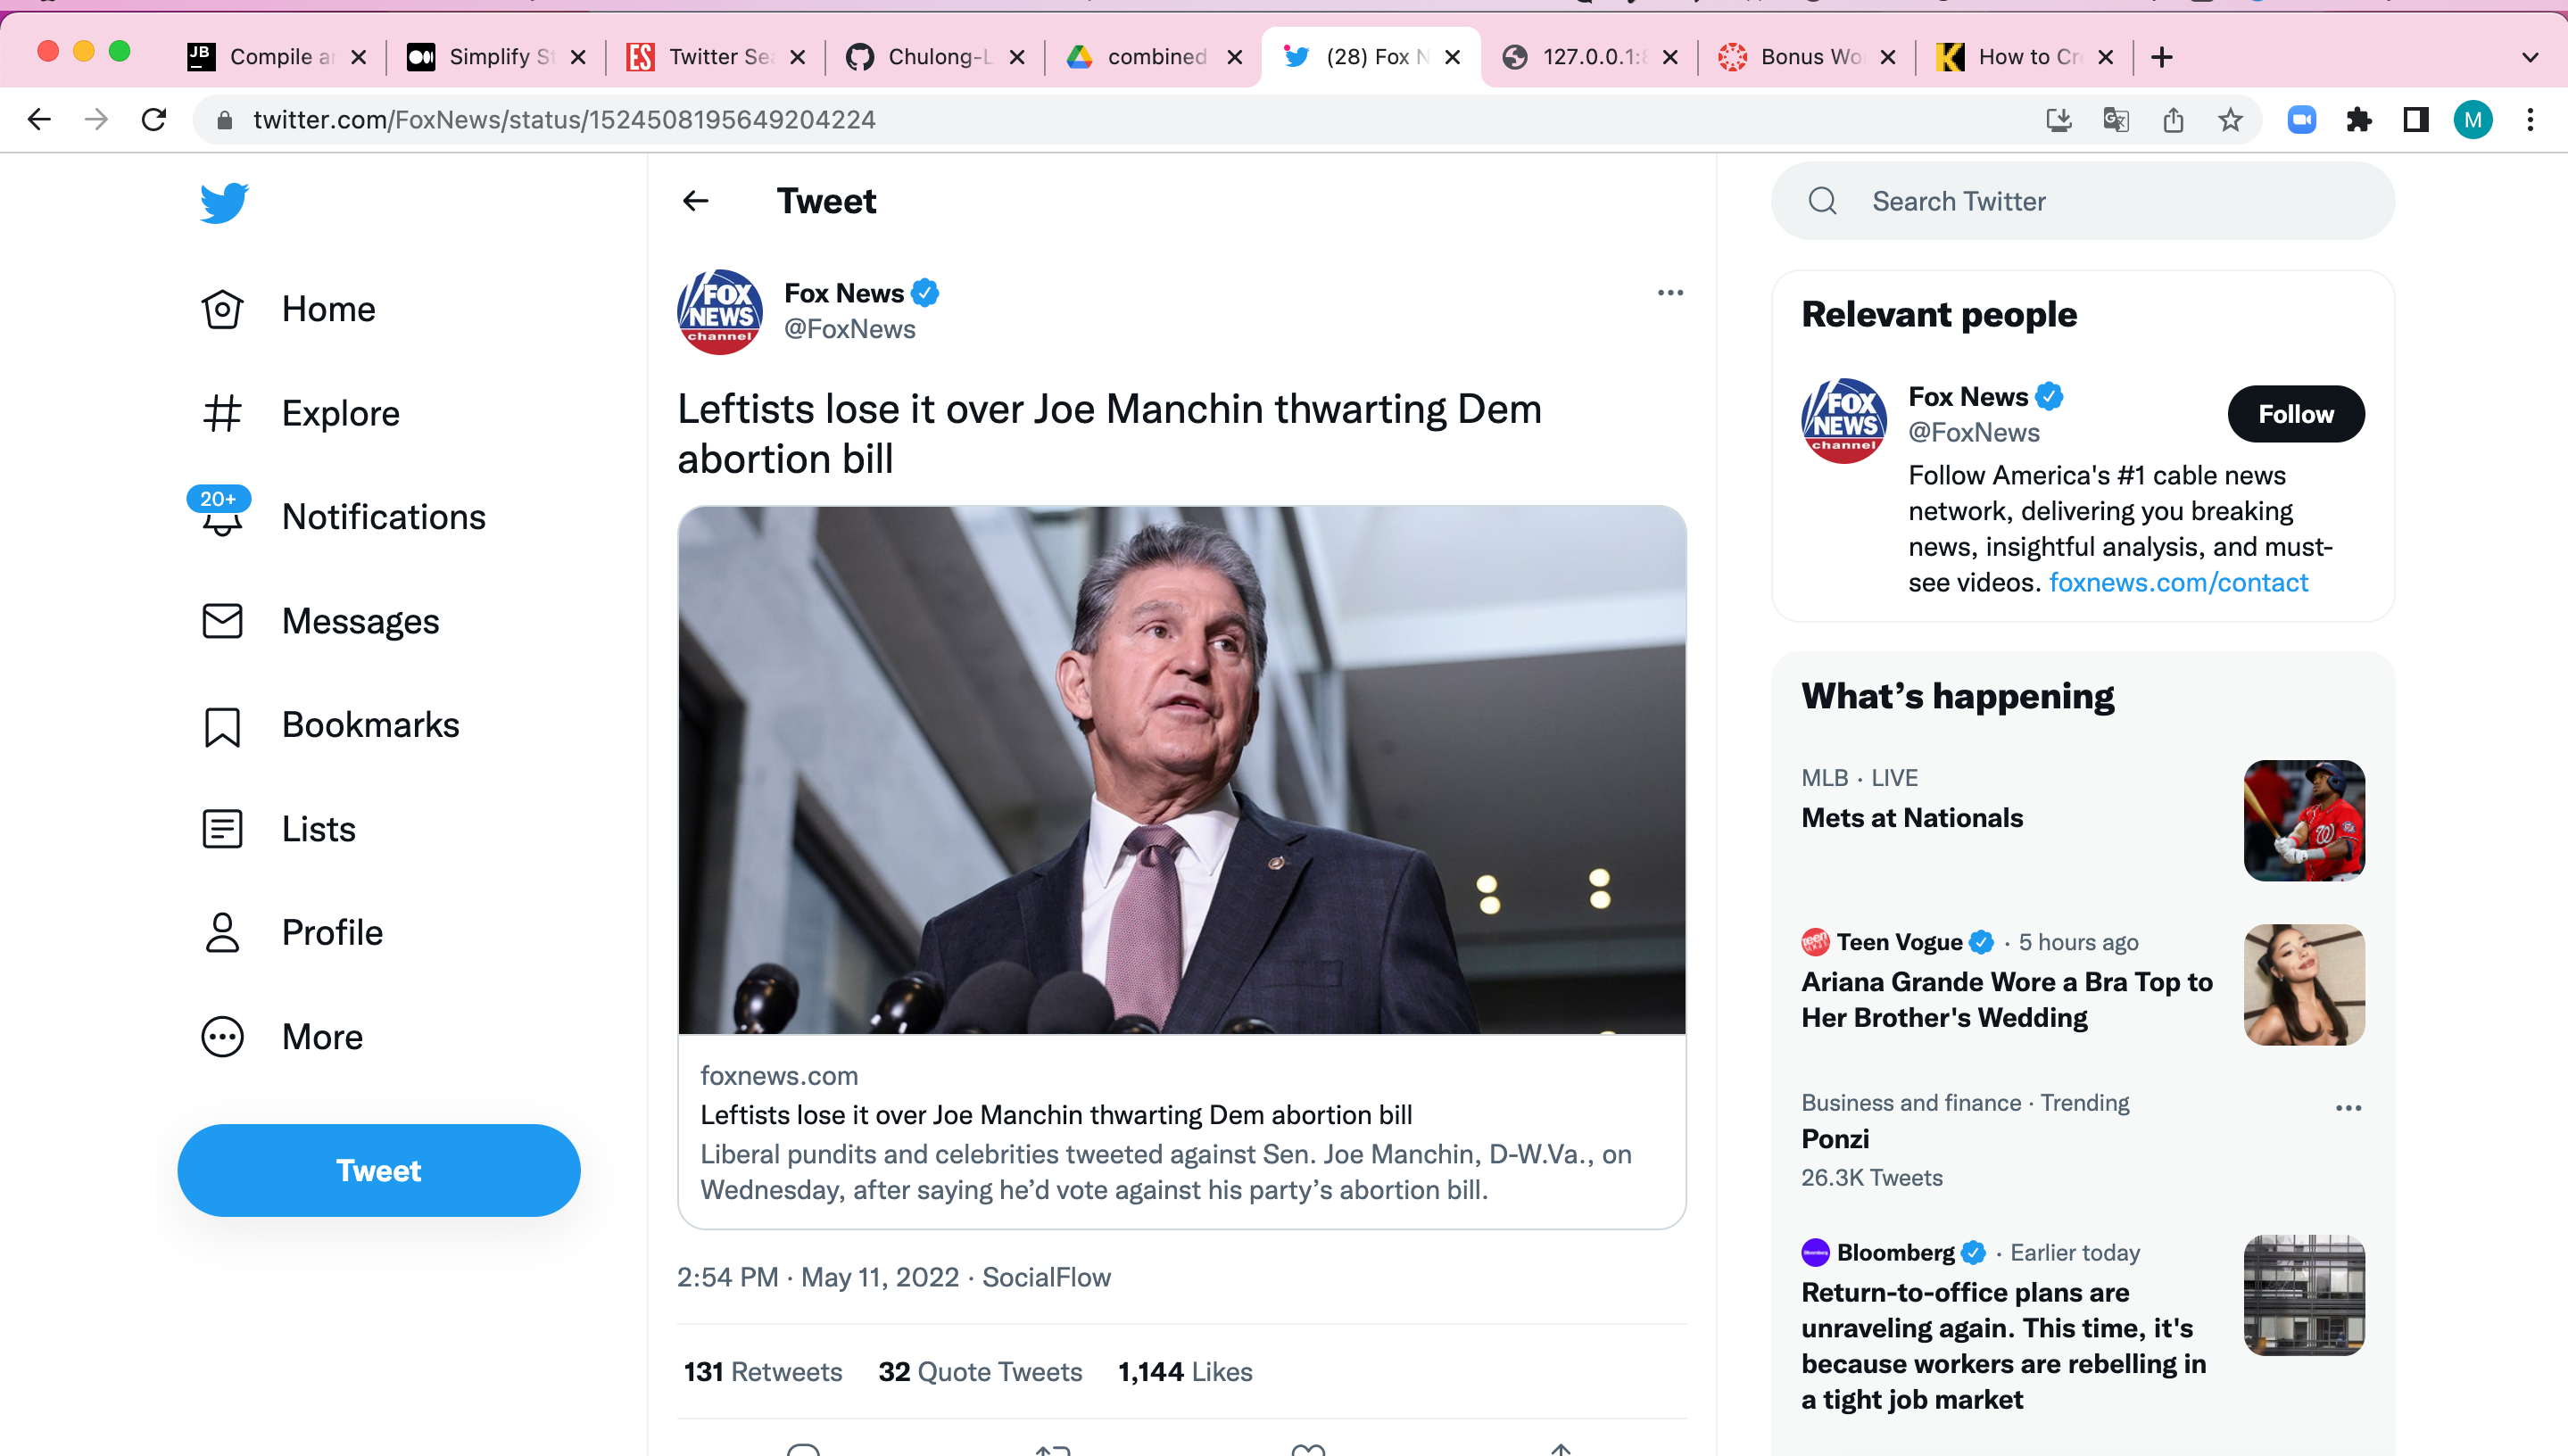 JB
Compile a
Simplify S
ES
Twitter Se
Chulong-L
combined
(28) Fox N
127.0.0.1:
Bonus Wo
K
How to Cr
twitter.com/FoxNews/status/1524508195649204224
M
Home
Explore
20+
Notifications
Messages
Bookmarks
Lists
Profile
More
Tweet
Tweet
FOX
NEWS
channel
Fox News
@FoxNews
Leftists lose it over Joe Manchin thwarting Dem
abortion bill
foxnews.com
Leftists lose it over Joe Manchin thwarting Dem abortion bill
Liberal pundits and celebrities tweeted against Sen. Joe Manchin, D-W.Va., on
Wednesday, after saying he’d vote against his party’s abortion bill.
2:54 PM · May 11, 2022 · SocialFlow
131 Retweets 32 Quote Tweets 1,144 Likes
Search Twitter
Relevant people
FOX
NEWS
channel
Fox News
@FoxNews
Follow
Follow America's #1 cable news
network, delivering you breaking
news, insightful analysis, and must-
see videos. foxnews.com/contact
What’s happening
MLB · LIVE
Mets at Nationals
W
Teen Vogue · 5 hours ago
Ariana Grande Wore a Bra Top to
Her Brother's Wedding
Business and finance · Trending
Ponzi
26.3K Tweets
Bloomberg · Earlier today
Return-to-office plans are
unraveling again. This time, it's
because workers are rebelling in
a tight job market